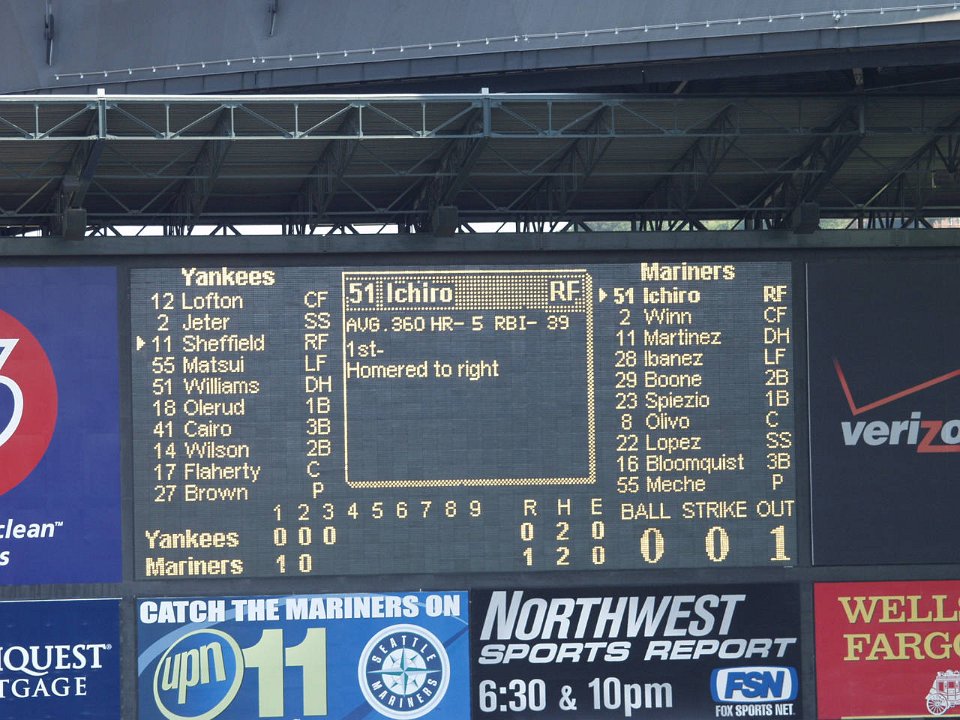 Yankees
12 Lofton CF
2 Jeter SS
11 Sheffield RF
55 Matsui LF
51 Williams DH
18 Olerud 1B
41 Cairo 3B
14 Wilson 2B
17 Flaherty C
27 Brown P
51 Ichiro RF
AVG.360 HR- 5 RBI- 39
1st-
Homered to right
Mariners
51 Ichiro RF
2 Winn CF
11 Martinez DH
28 Ibanez LF
29 Boone 2B
23 Spiezio 1B
8 Olivo C
22 Lopez SS
16 Bloomquist 3B
55 Meche P
1 2 3 4 5 6 7 8 9 R H E
Yankees 0 0 0 0 2 0
Mariners 1 0 1 2 0
BALL STRIKE OUT
0 0 1
3
clean™
s
verizo
IQUEST®
TGAGE
CATCH THE MARINERS ON
upn 11
SEATTLE
MARINERS
NORTHWEST
SPORTS REPORT
6:30 & 10pm
FSN
FOX SPORTS NET.
WELLS
FARGO